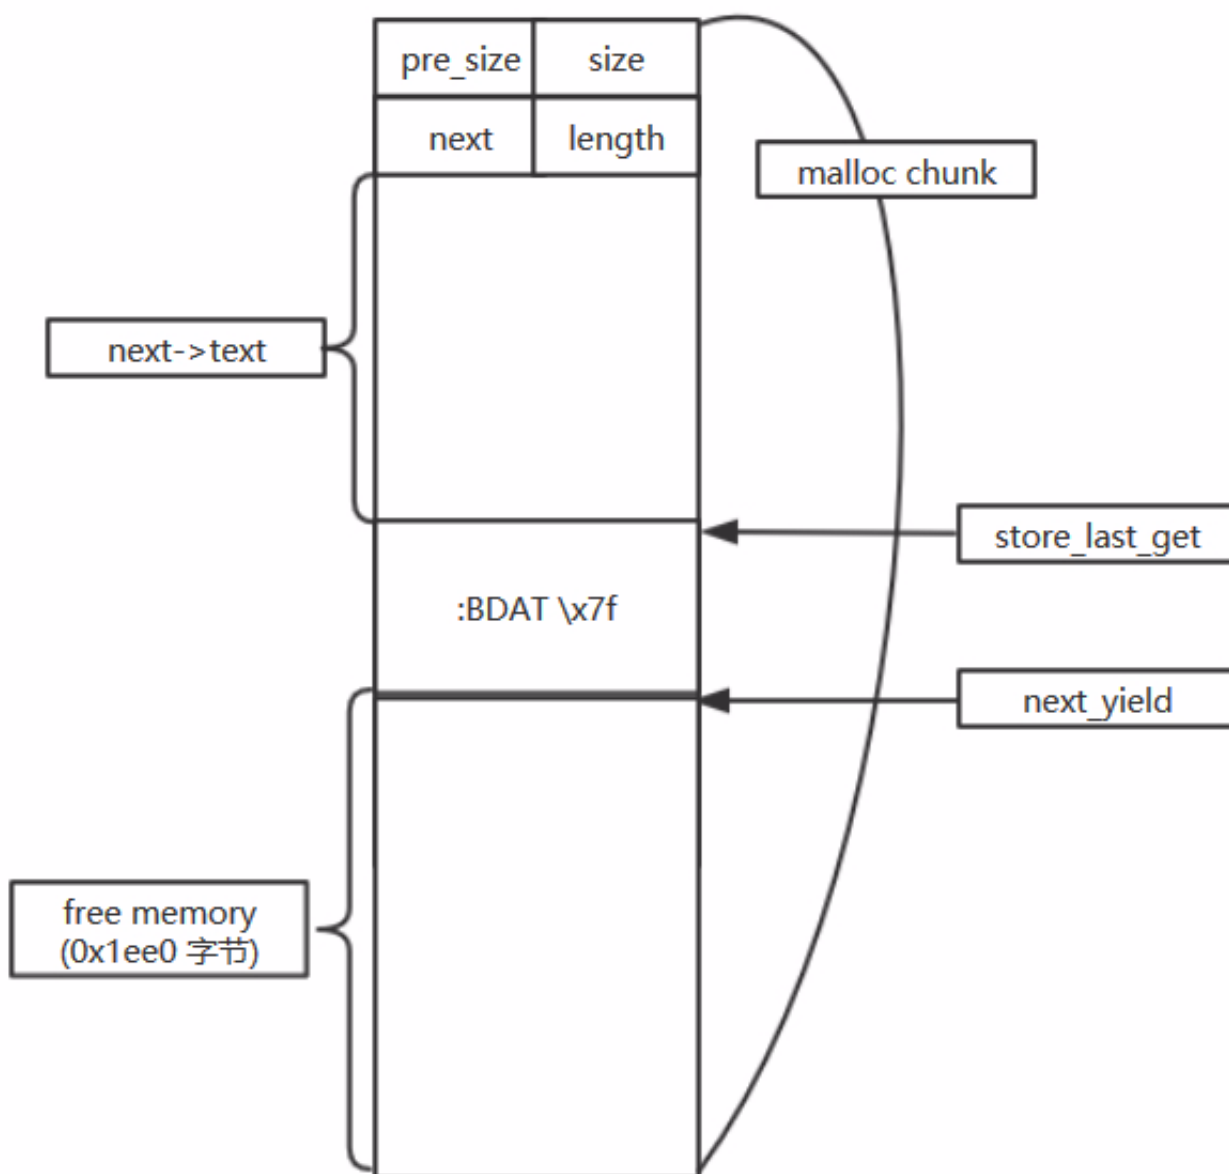 pre_size size
next length
malloc chunk
next->text
store_last_get
:BDAT \x7f
next_yield
free memory
(0x1ee0 字节)